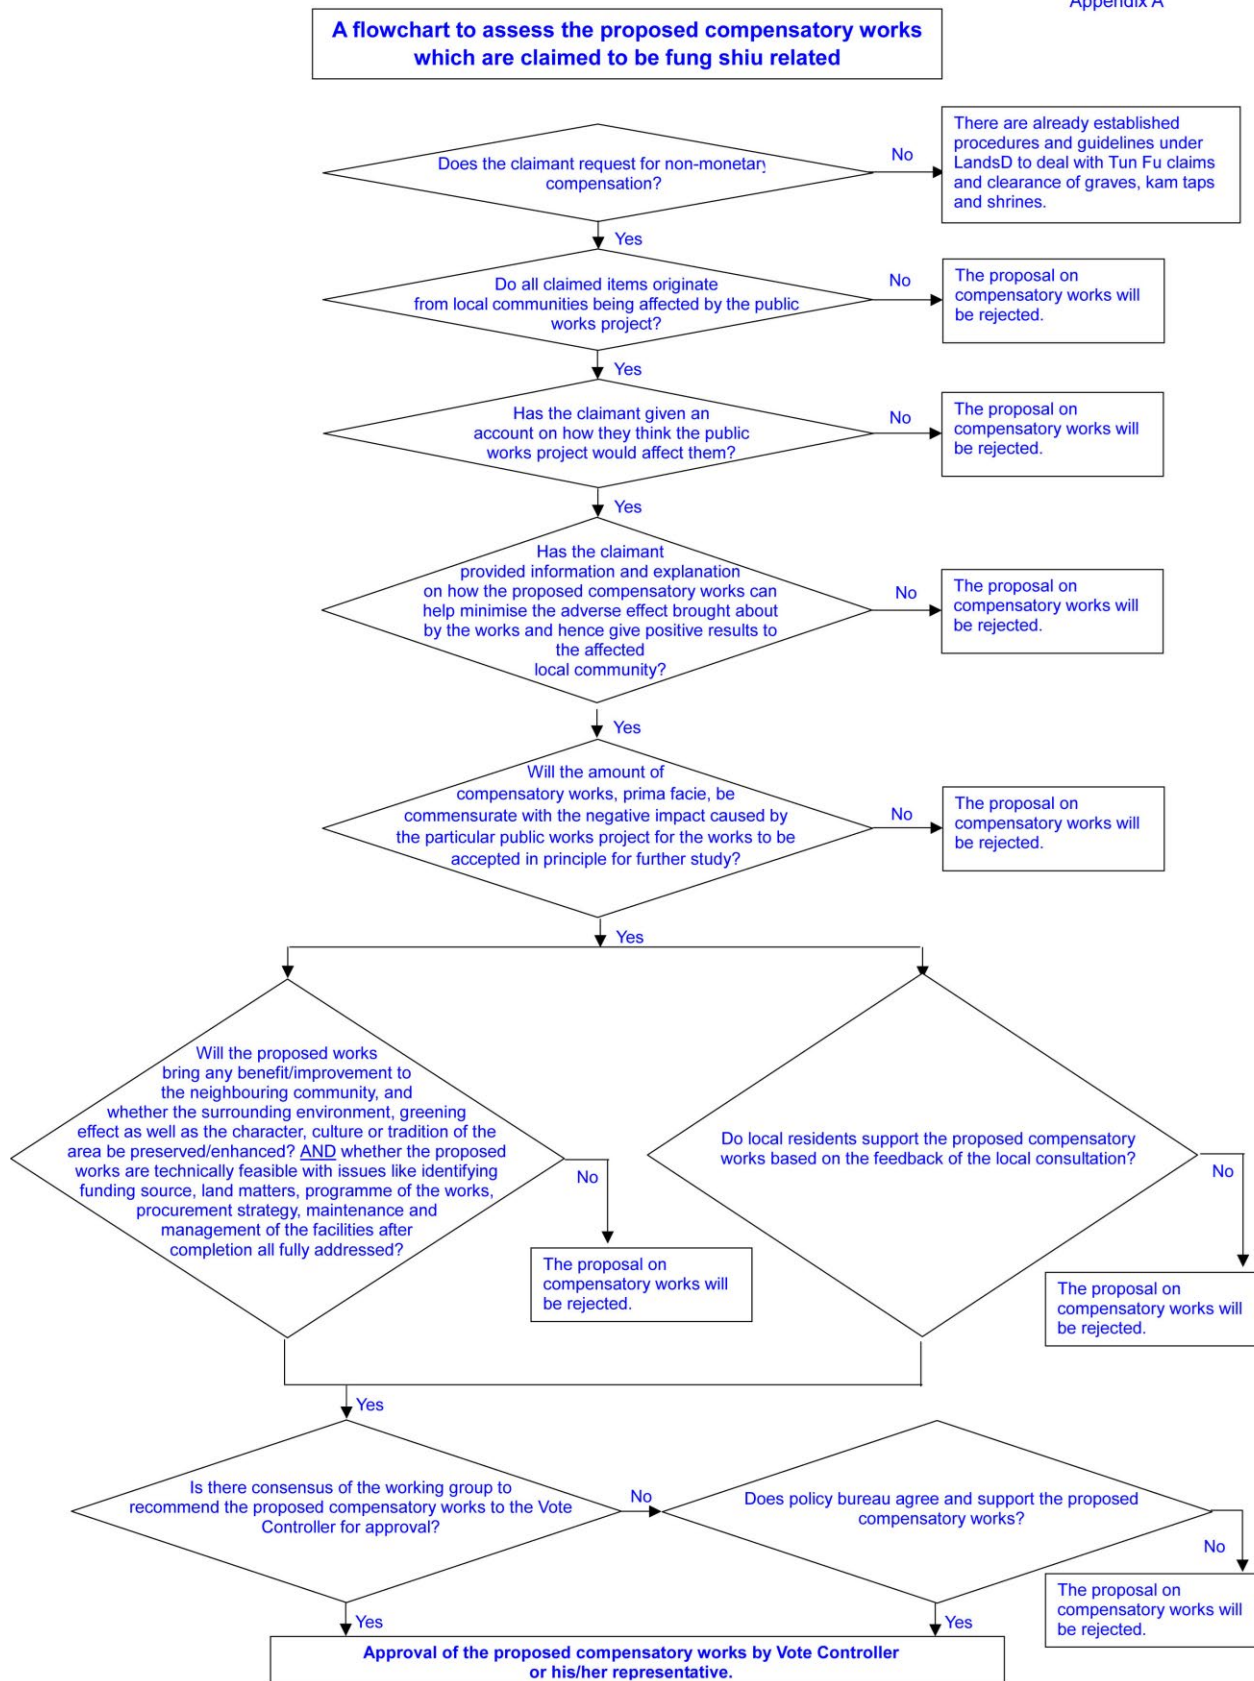 Appendix A
A flowchart to assess the proposed compensatory works
which are claimed to be fung shiu related
Does the claimant request for non-monetary
compensation?
No
There are already established
procedures and guidelines under
LandsD to deal with Tun Fu claims
and clearance of graves, kam taps
and shrines.
Yes
Do all claimed items originate
from local communities being affected by the public
works project?
No
The proposal on
compensatory works will
be rejected.
Yes
Has the claimant given an
account on how they think the public
works project would affect them?
No
The proposal on
compensatory works will
be rejected.
Yes
Has the claimant
provided information and explanation
on how the proposed compensatory works can
help minimise the adverse effect brought about
by the works and hence give positive results to
the affected
local community?
No
The proposal on
compensatory works will
be rejected.
Yes
Will the amount of
compensatory works, prima facie, be
commensurate with the negative impact caused by
the particular public works project for the works to be
accepted in principle for further study?
No
The proposal on
compensatory works will
be rejected.
Yes
Will the proposed works
bring any benefit/improvement to
the neighbouring community, and
whether the surrounding environment, greening
effect as well as the character, culture or tradition of the
area be preserved/enhanced? AND whether the proposed
works are technically feasible with issues like identifying
funding source, land matters, programme of the works,
procurement strategy, maintenance and
management of the facilities after
completion all fully addressed?
No
The proposal on
compensatory works will
be rejected.
Do local residents support the proposed compensatory
works based on the feedback of the local consultation?
No
The proposal on
compensatory works will
be rejected.
Yes
Is there consensus of the working group to
recommend the proposed compensatory works to the Vote
Controller for approval?
No
Does policy bureau agree and support the proposed
compensatory works?
No
The proposal on
compensatory works will
be rejected.
Yes
Yes
Approval of the proposed compensatory works by Vote Controller
or his/her representative.